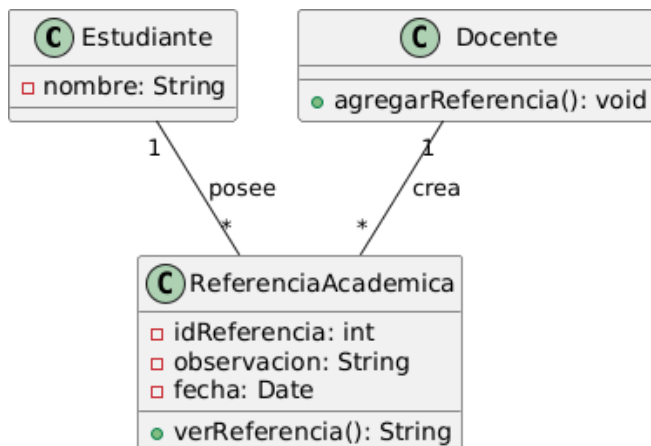 C Estudiante
nombre: String
C Docente
agregarReferencia(): void
1
1
posee
crea
*
*
C ReferenciaAcademica
idReferencia: int
observacion: String
fecha: Date
verReferencia(): String